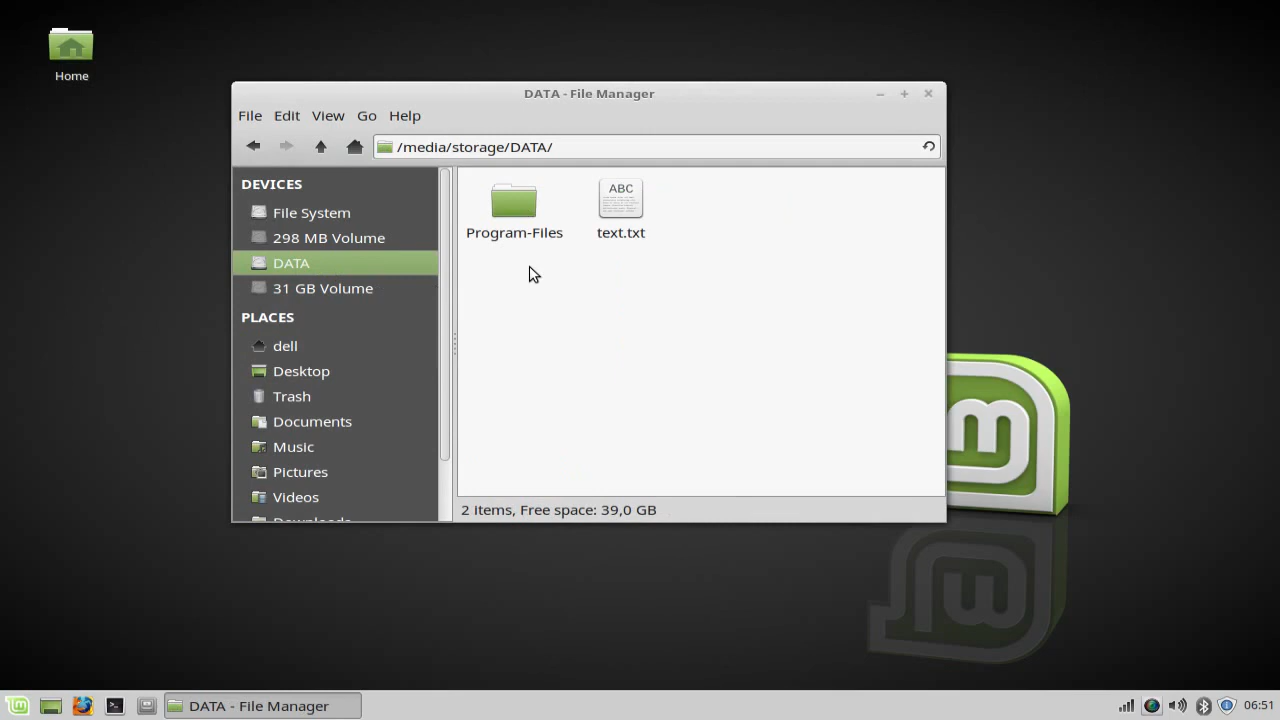 Home
DATA - File Manager
File Edit View Go Help
/media/storage/DATA/
DEVICES
File System
298 MB Volume
DATA
31 GB Volume
PLACES
dell
Desktop
Trash
Documents
Music
Pictures
Videos
Downloads
Program-Files
ABC
text.txt
2 items, Free space: 39,0 GB
DATA - File Manager
06:51